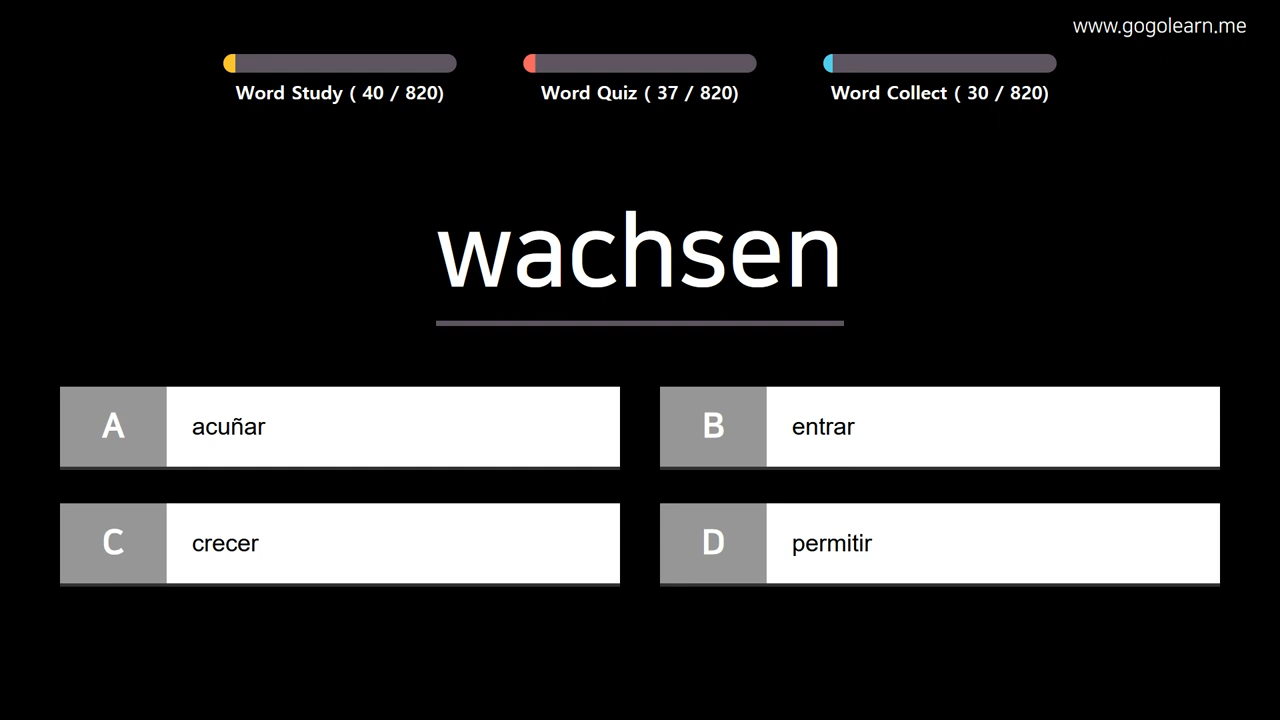 www.gogolearn.me
Word Study ( 40 / 820)
Word Quiz ( 37 / 820)
Word Collect ( 30 / 820)
wachsen
A acuñar
B entrar
C crecer
D permitir